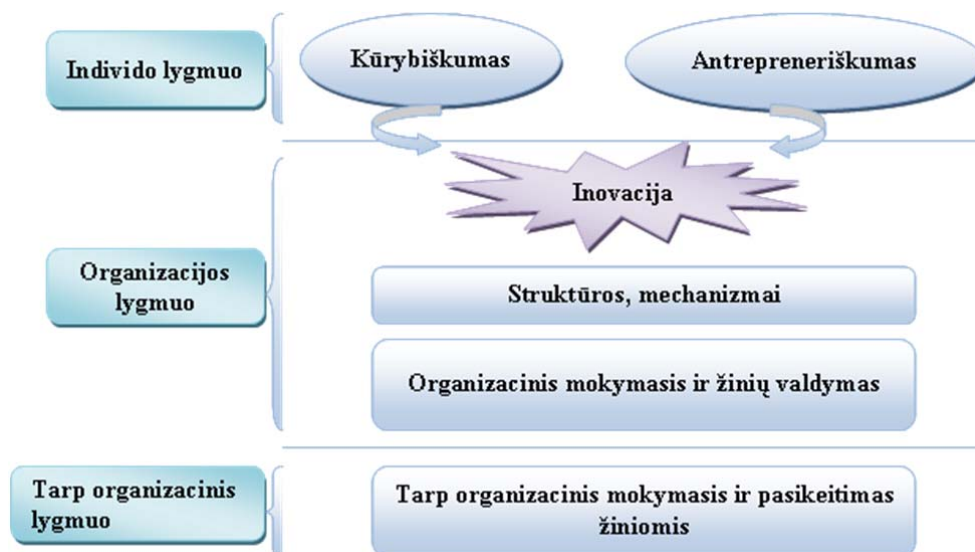 Individo lygmuo
Kūrybiškumas
Antrepreneriškumas
Inovacija
Organizacijos
lygmuo
Struktūros, mechanizmai
Organizacinis mokymasis ir žinių valdymas
Tarp organizacinis
lygmuo
Tarp organizacinis mokymasis ir pasikeitimas
žiniomis